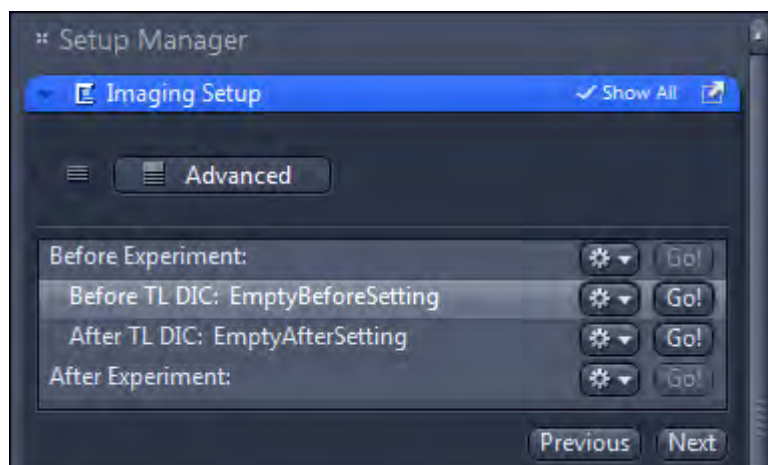 Setup Manager
Imaging Setup Show All
Advanced
Before Experiment: Go!
Before TL DIC: EmptyBeforeSetting Go!
After TL DIC: EmptyAfterSetting Go!
After Experiment: Go!
Previous Next